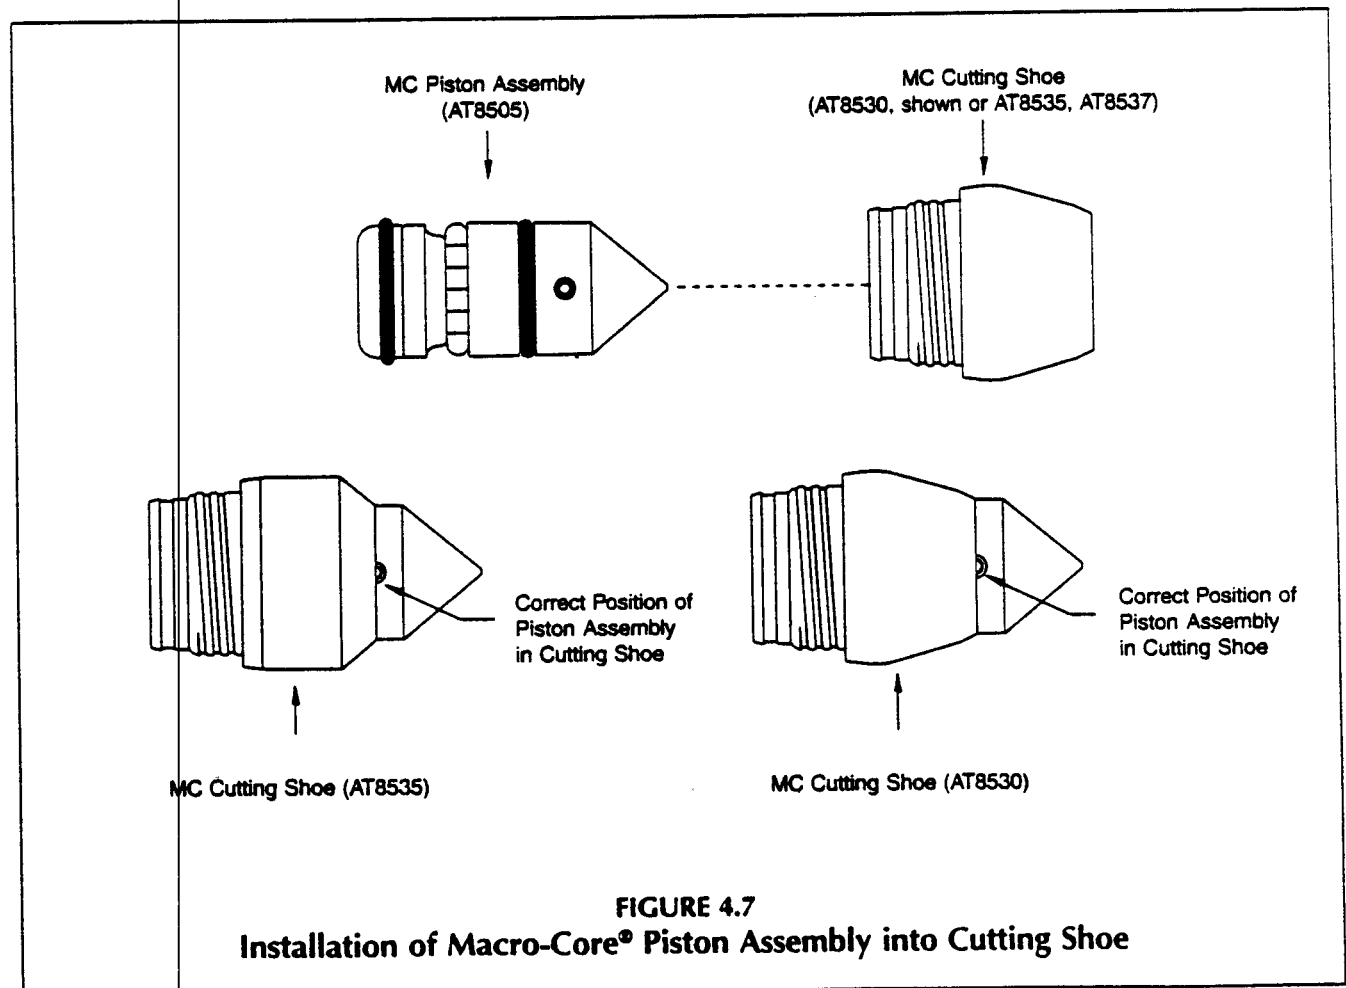 MC Piston Assembly
(AT8505)
MC Cutting Shoe
(AT8530, shown or AT8535, AT8537)
Correct Position of
Piston Assembly
in Cutting Shoe
Correct Position of
Piston Assembly
in Cutting Shoe
MC Cutting Shoe (AT8535)
MC Cutting Shoe (AT8530)
FIGURE 4.7
Installation of Macro-Core® Piston Assembly into Cutting Shoe